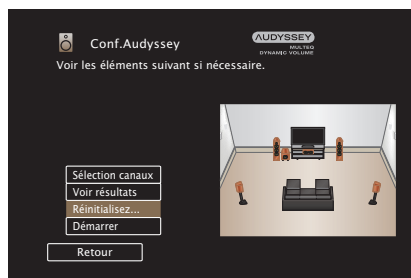 Conf.Audyssey
AUDYSSEY
MULTEQ
DYNAMIC VOLUME
Voir les éléments suivant si nécessaire.
Sélection canaux
Voir résultats
Réinitialisez...
Démarrer
Retour